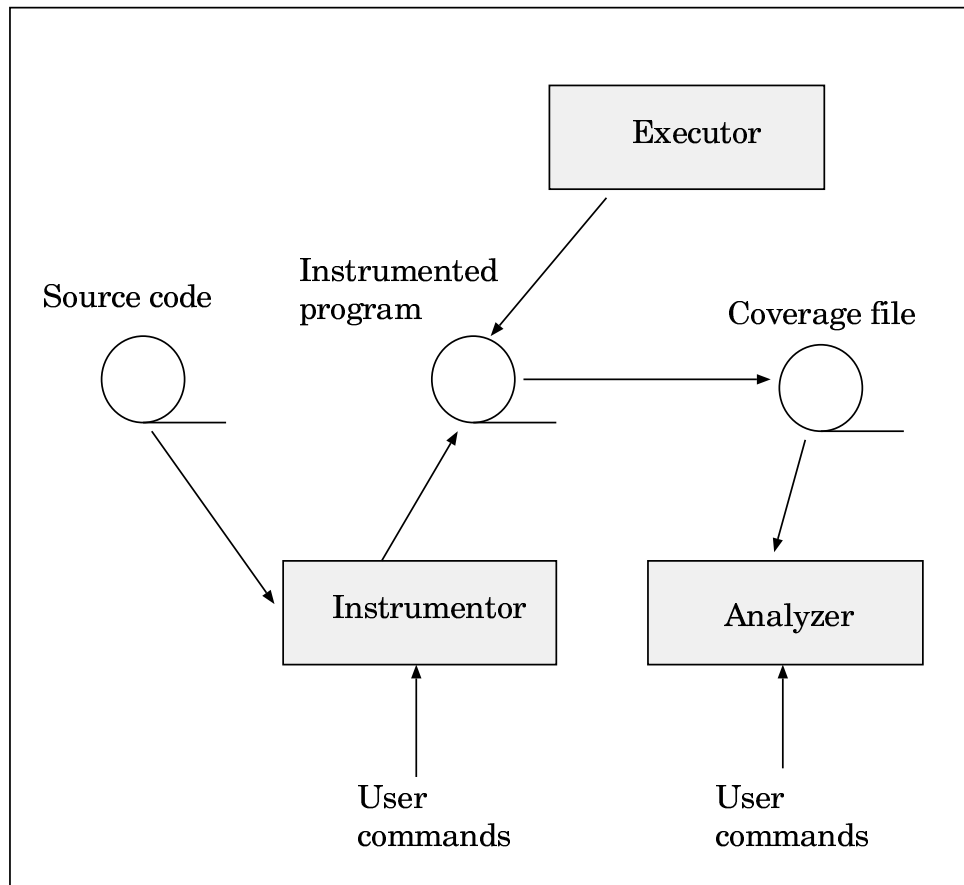 Executor
Instrumented
program
Source code
Coverage file
Instrumentor
Analyzer
User
commands
User
commands